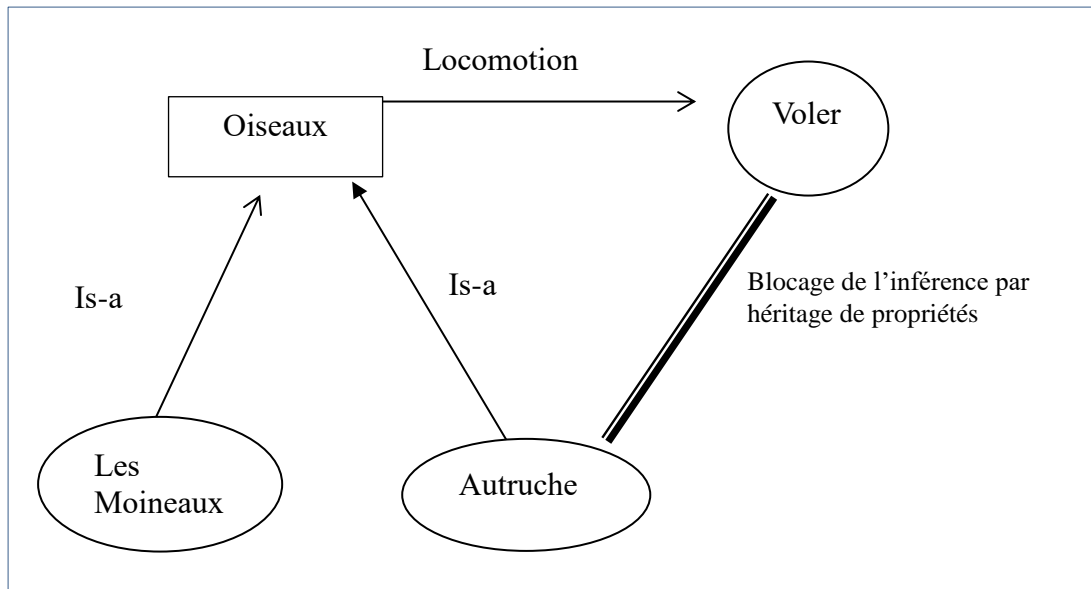 Locomotion
Oiseaux
Voler
Is-a
Is-a
Blocage de l’inférence par
héritage de propriétés
Les
Moineaux
Autruche